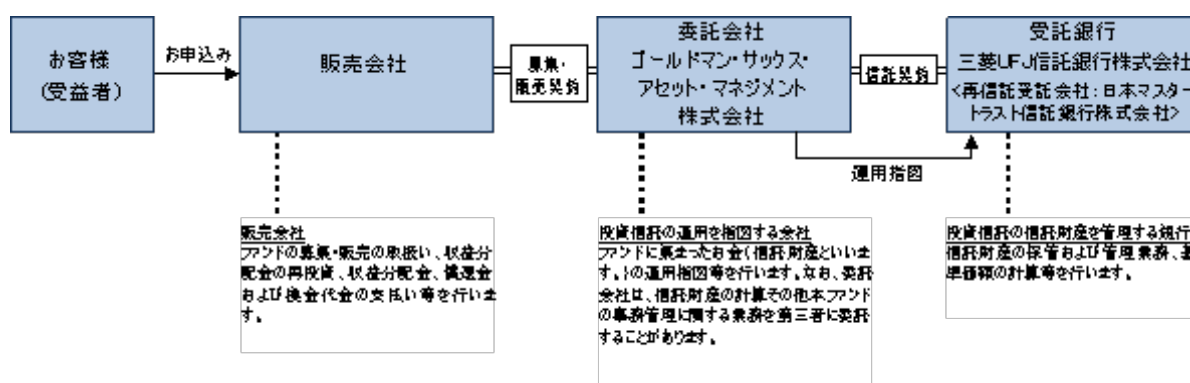 お客様
(受益者)
お申込み
販売会社
募集・
販売契約
委託会社
ゴールドマン・サックス・
アセット・マネジメント
株式会社
信託契約
受託銀行
三菱UFJ信託銀行株式会社
<再信託受託会社:日本マスター
トラスト信託銀行株式会社>
運用指図
販売会社
ファンドの募集・販売の取扱い、収益分
配金の再投資、収益分配金、償還金
および換金代金の支払い等を行いま
す。
投資信託の運用を指図する会社
ファンドに集まったお金(信託財産といいま
す。)の運用指図等を行います。なお、委託
会社は、信託財産の計算その他本ファンド
の事務管理に関する業務を第三者に委託
することがあります。
投資信託の信託財産を管理する銀行
信託財産の保管および管理業務、基
準価額の計算等を行います。